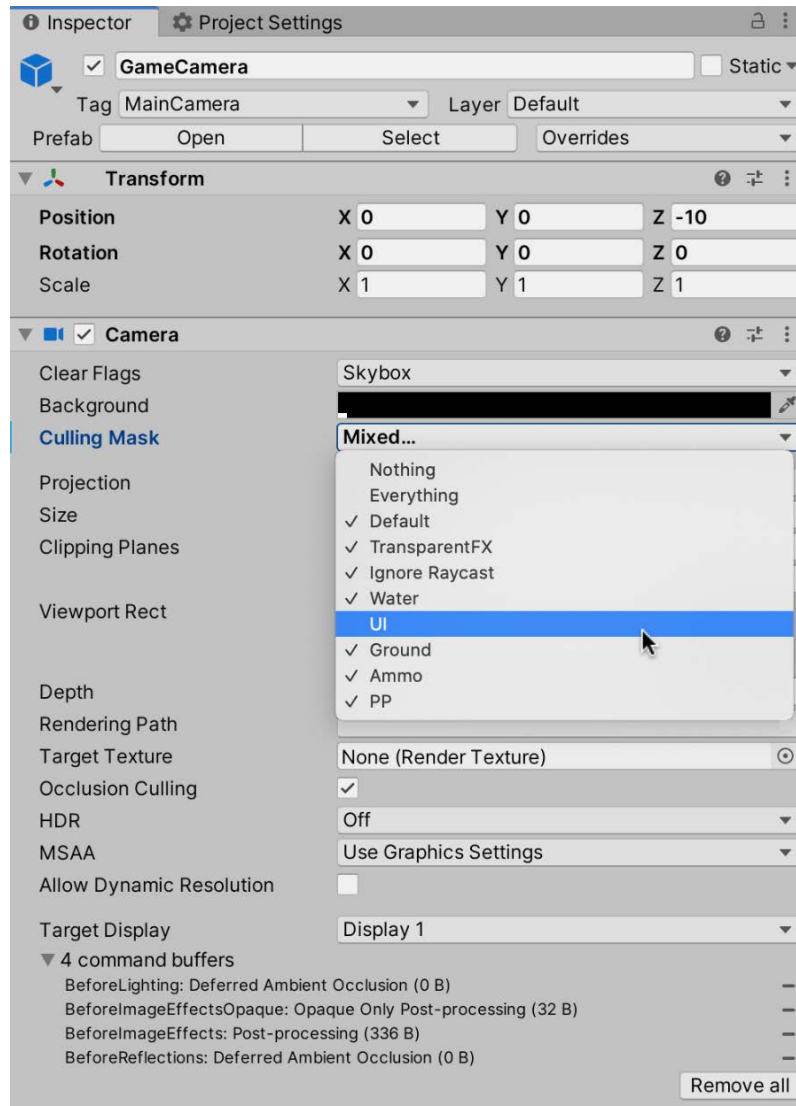 Inspector Project Settings
GameCamera Static
Tag MainCamera Layer Default
Prefab Open Select Overrides
Transform
Position X 0 Y 0 Z -10
Rotation X 0 Y 0 Z 0
Scale X 1 Y 1 Z 1
Camera
Clear Flags Skybox
Background
Culling Mask Mixed...
Nothing
Projection
Everything
Size
Default
Clipping Planes
TransparentFX
Ignore Raycast
Water
Viewport Rect
UI
Ground
Ammo
Depth
PP
Rendering Path
Target Texture None (Render Texture)
Occlusion Culling
HDR Off
MSAA Use Graphics Settings
Allow Dynamic Resolution
Target Display Display 1
4 command buffers
BeforeLighting: Deferred Ambient Occlusion (0 B)
BeforeImageEffectsOpaque: Opaque Only Post-processing (32 B)
BeforeImageEffects: Post-processing (336 B)
BeforeReflections: Deferred Ambient Occlusion (0 B)
Remove all